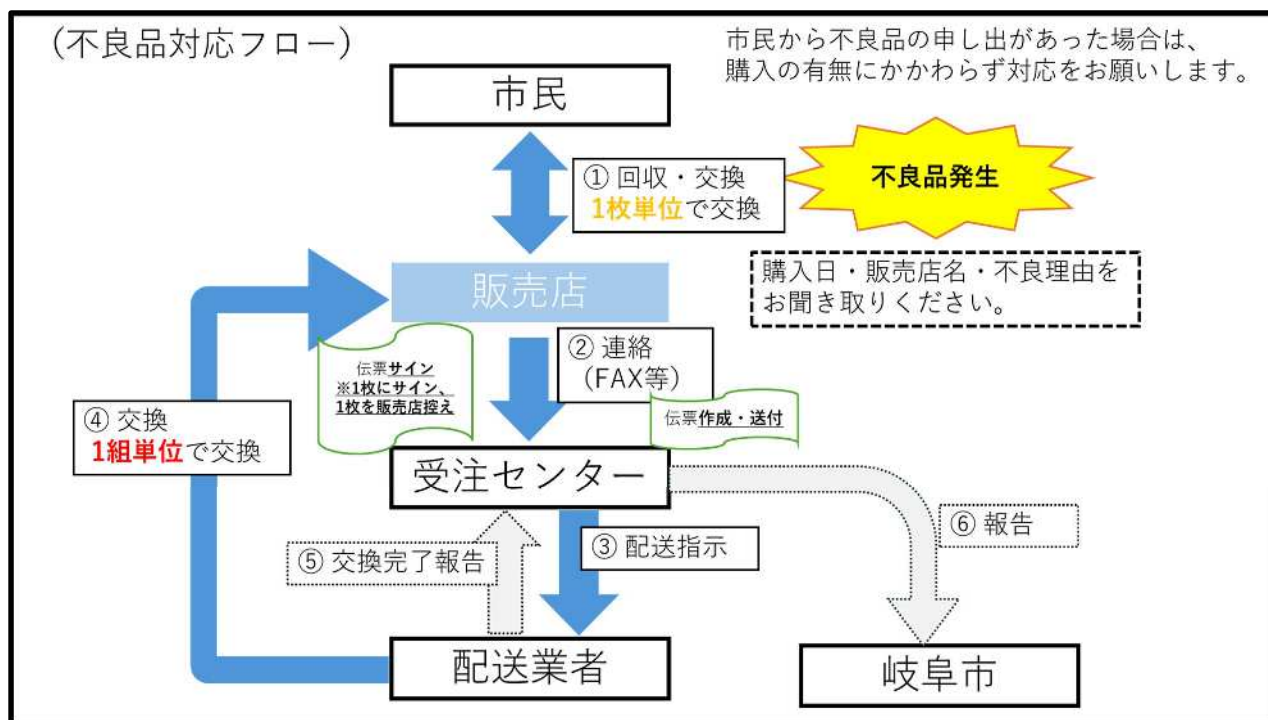 (不良品対応フロー)
市民から不良品の申し出があった場合は、
購入の有無にかかわらず対応をお願いします。
市民
① 回収・交換
1枚単位で交換
不良品発生
購入日・販売店名・不良理由を
お聞き取りください。
販売店
伝票サイン
※1枚にサイン、
1枚を販売店控え
② 連絡
(FAX等)
伝票作成・送付
④ 交換
1組単位で交換
受注センター
③ 配送指示
⑤ 交換完了報告
⑥ 報告
配送業者
岐阜市